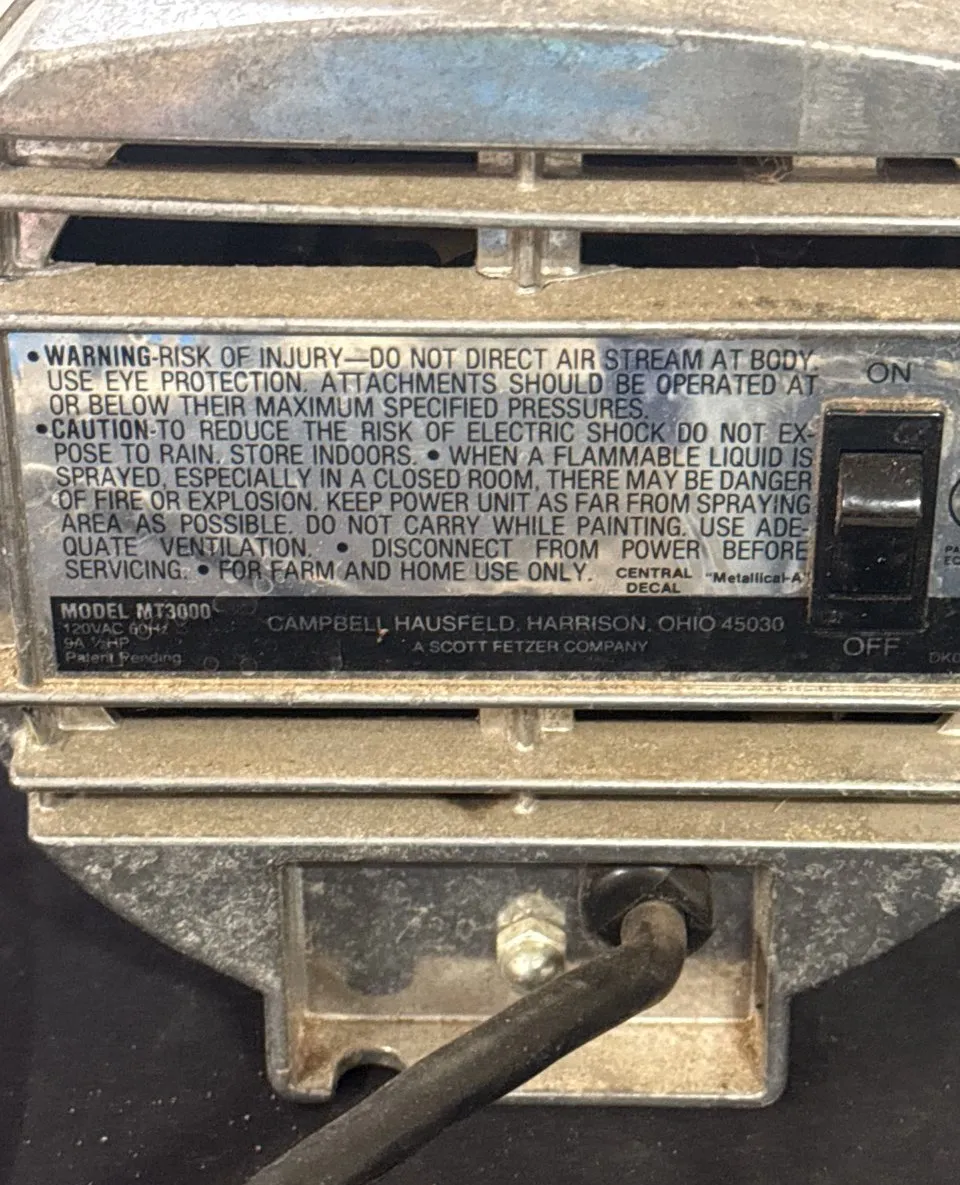 • WARNING-RISK OF INJURY—DO NOT DIRECT AIR STREAM AT BODY.
USE EYE PROTECTION. ATTACHMENTS SHOULD BE OPERATED AT
OR BELOW THEIR MAXIMUM SPECIFIED PRESSURES.
• CAUTION-TO REDUCE THE RISK OF ELECTRIC SHOCK DO NOT EX-
POSE TO RAIN. STORE INDOORS. • WHEN A FLAMMABLE LIQUID IS
SPRAYED, ESPECIALLY IN A CLOSED ROOM, THERE MAY BE DANGER
OF FIRE OR EXPLOSION. KEEP POWER UNIT AS FAR FROM SPRAYING
AREA AS POSSIBLE. DO NOT CARRY WHILE PAINTING. USE ADE-
QUATE VENTILATION. • DISCONNECT FROM POWER BEFORE
SERVICING. • FOR FARM AND HOME USE ONLY.
CENTRAL DECAL "Metallical-A"
ON
OFF
MODEL MT3000
120VAC 60Hz
9A ½HP
Patent Pending
CAMPBELL HAUSFELD, HARRISON, OHIO 45030
A SCOTT FETZER COMPANY